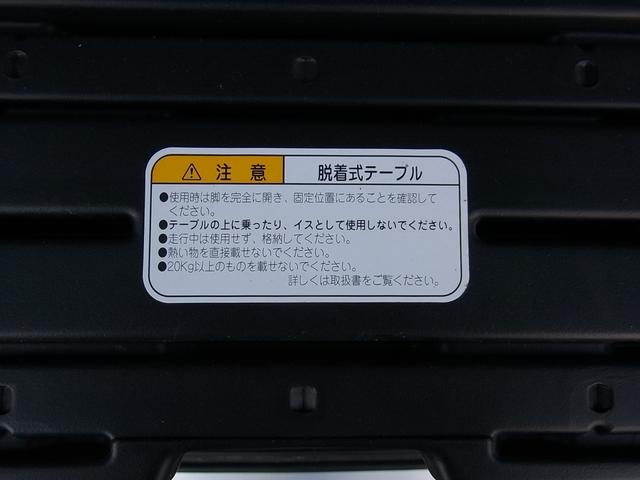 ⚠ 注意 脱着式テーブル
●使用時は脚を完全に開き、固定位置にあることを確認して
ください。
●テーブルの上に乗ったり、イスとして使用しないでください。
●走行中は使用せず、格納してください。
●熱い物を直接載せないでください。
●20Kg以上のものを載せないでください。
詳しくは取扱書をご覧ください。